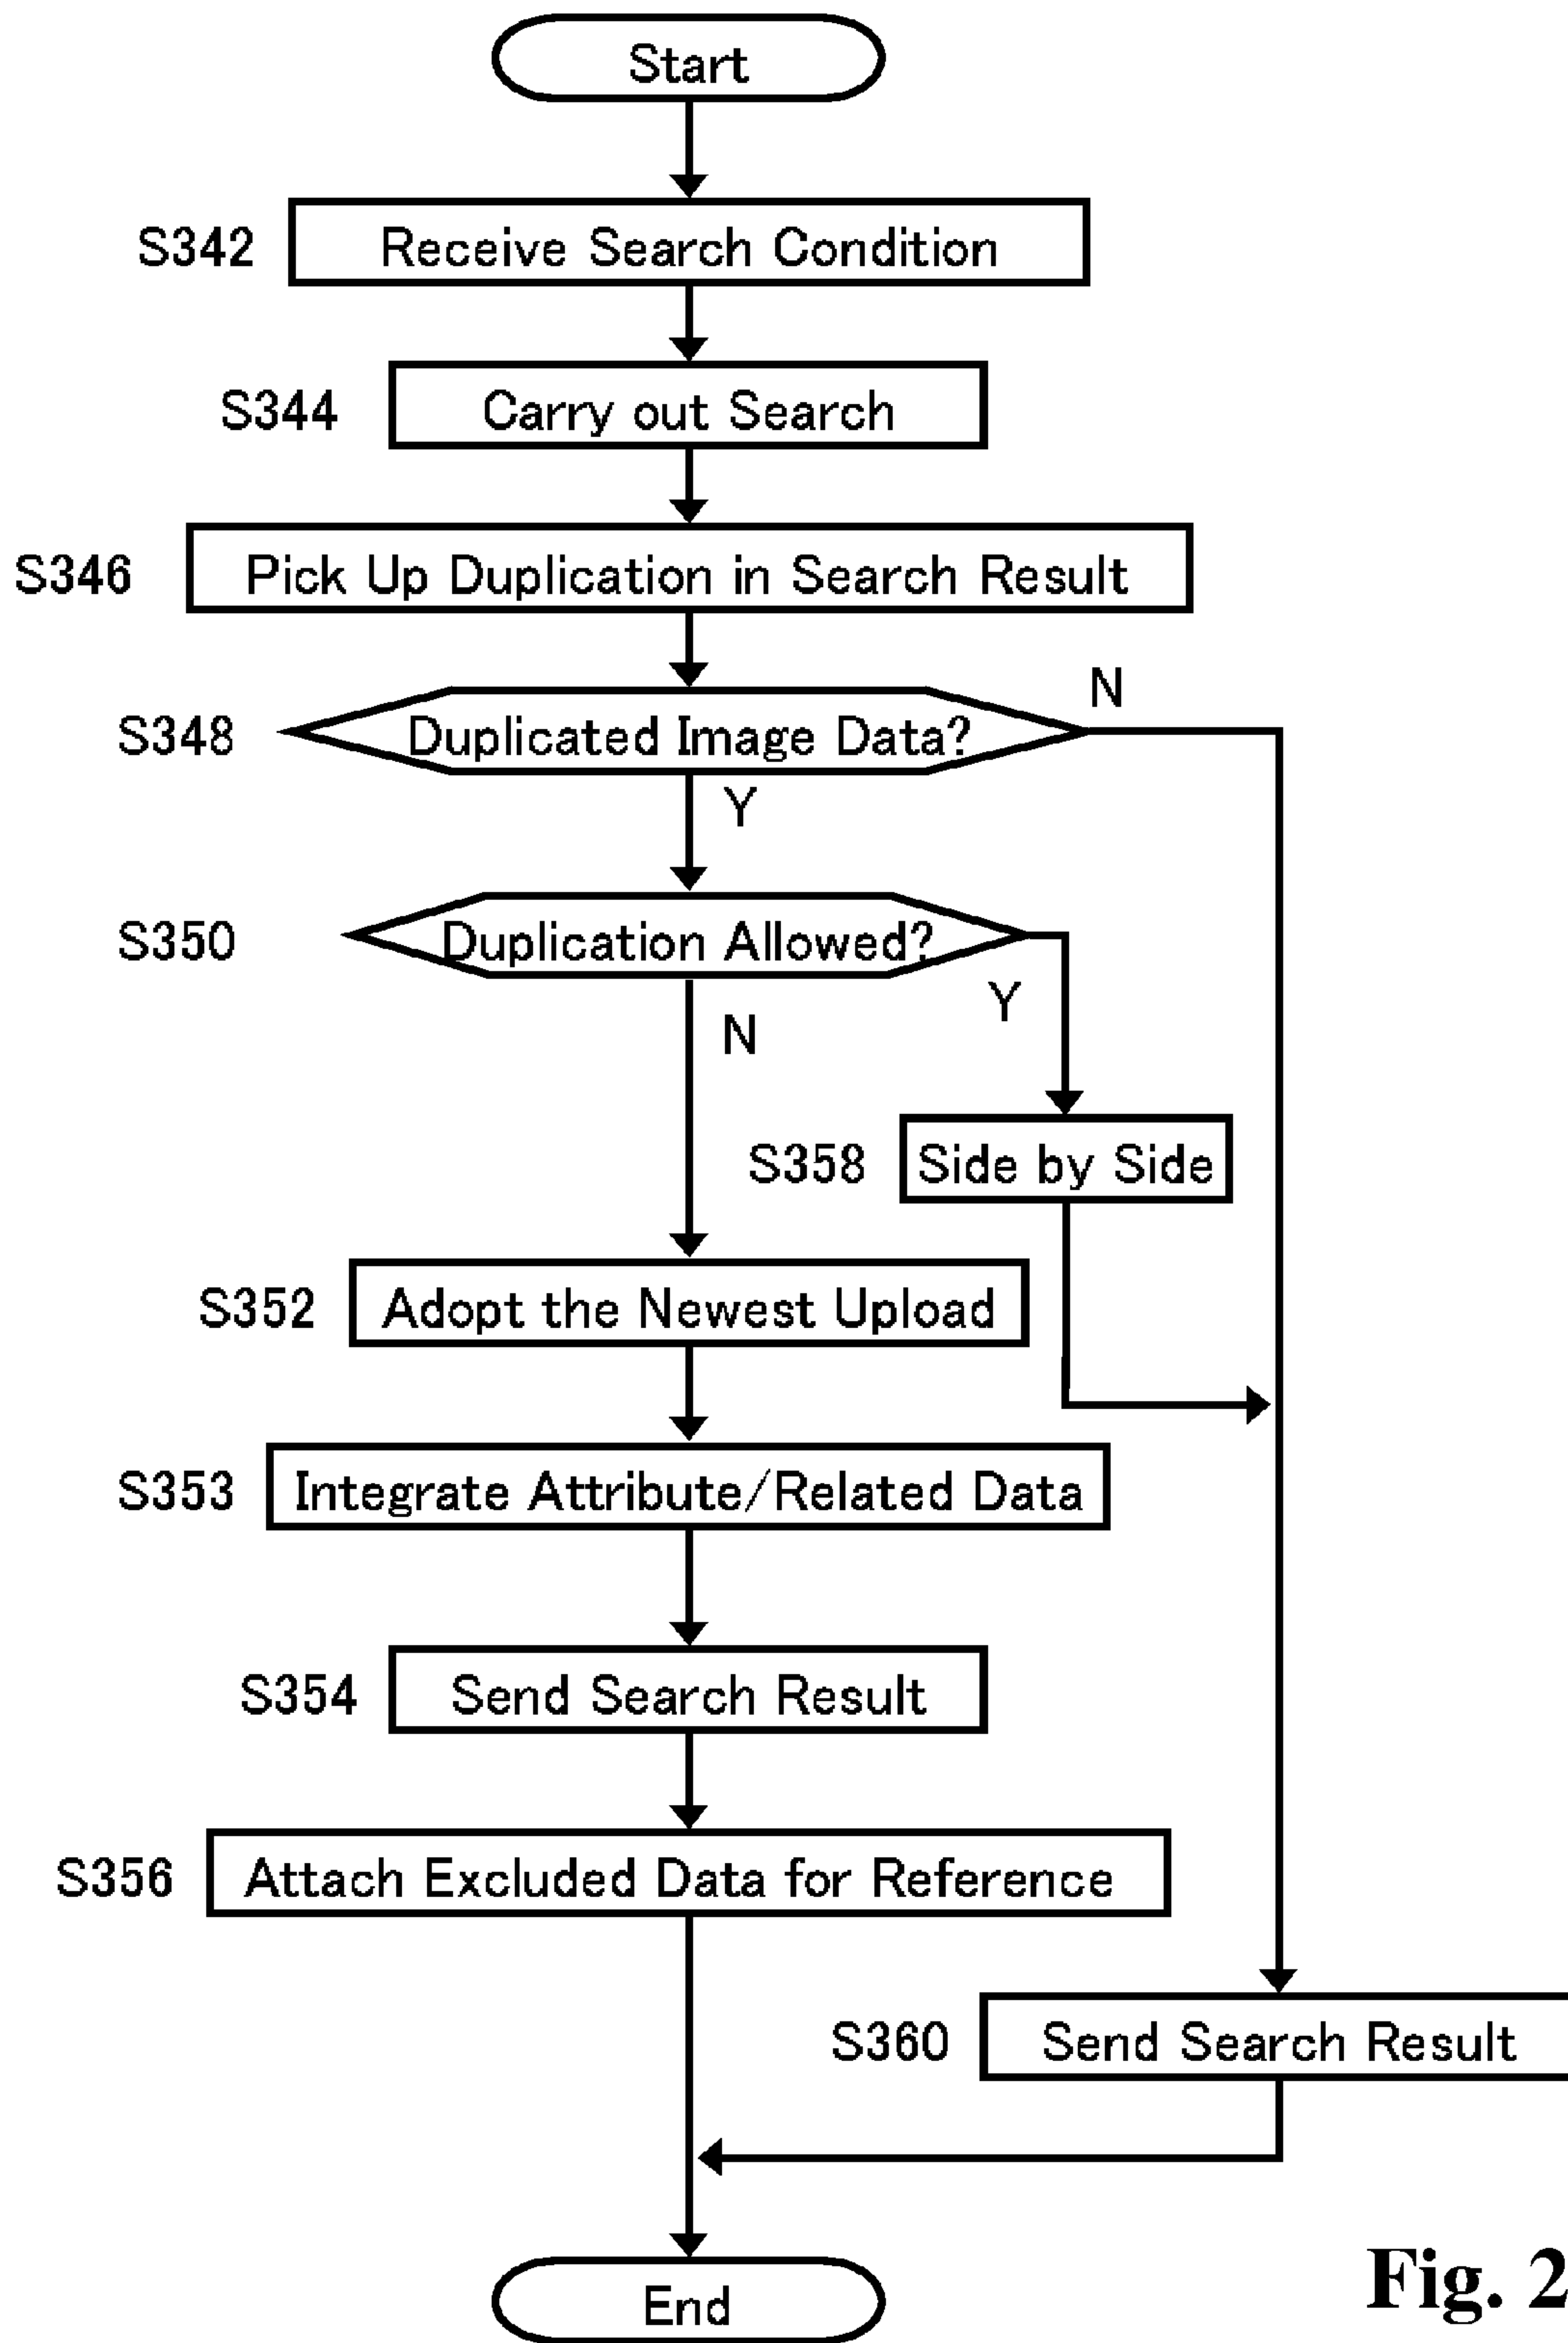 Start
S342 Receive Search Condition
S344 Carry out Search
S346 Pick Up Duplication in Search Result
S348 Duplicated Image Data? N
Y
S350 Duplication Allowed?
Y
N
S358 Side by Side
S352 Adopt the Newest Upload
S353 Integrate Attribute/Related Data
S354 Send Search Result
S356 Attach Excluded Data for Reference
S360 Send Search Result
End
Fig. 2